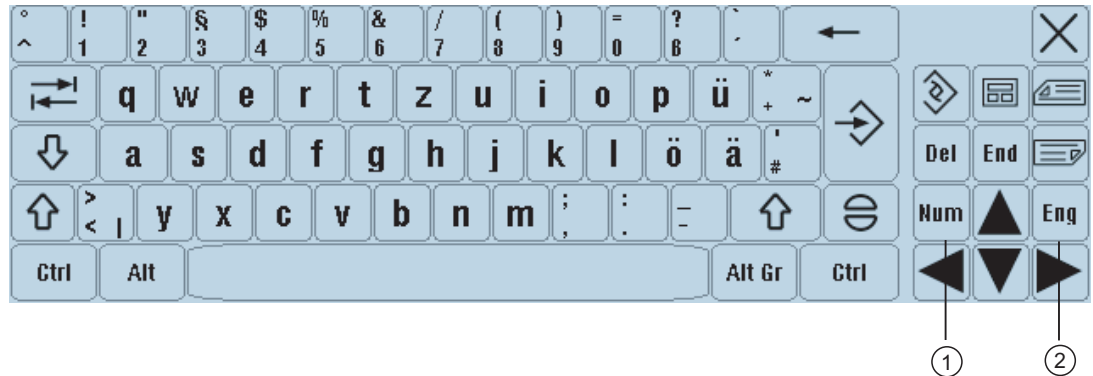 ° ^ ! 1 " 2 § 3 $ 4 % 5 & 6 / 7 ( 8 ) 9 = 0 ? ß ` ´
q w e r t z u i o p ü * + ~
a s d f g h j k l ö ä ' # Del End
> < | y x c v b n m ; , : . _ - Num Eng
Ctrl Alt Alt Gr Ctrl
1 2